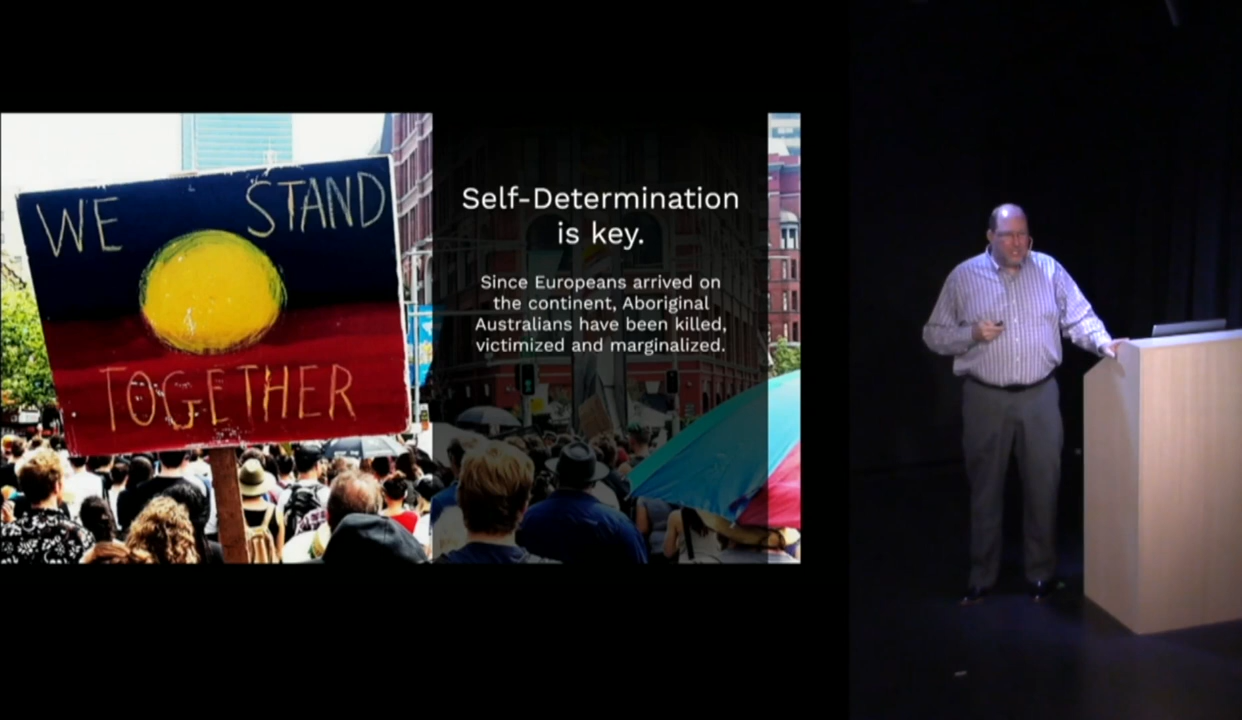 WE STAND
TOGETHER
Self-Determination
is key.
Since Europeans arrived on
the continent, Aboriginal
Australians have been killed,
victimized and marginalized.